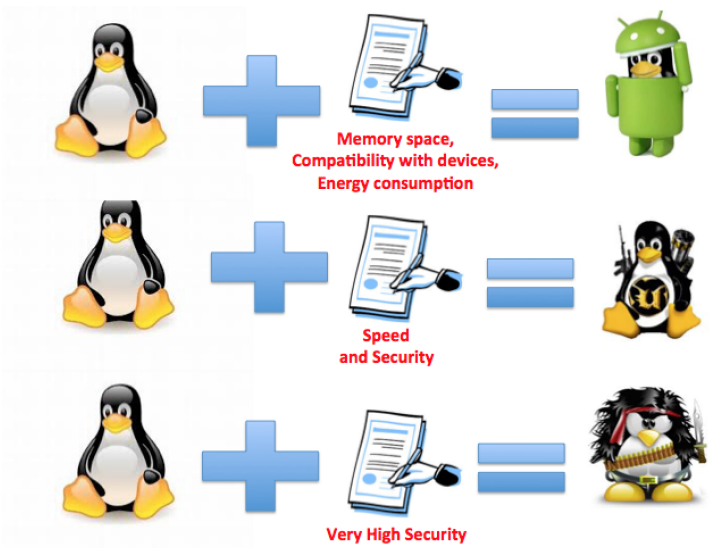 Memory space,
Compatibility with devices,
Energy consumption
Speed
and Security
Very High Security